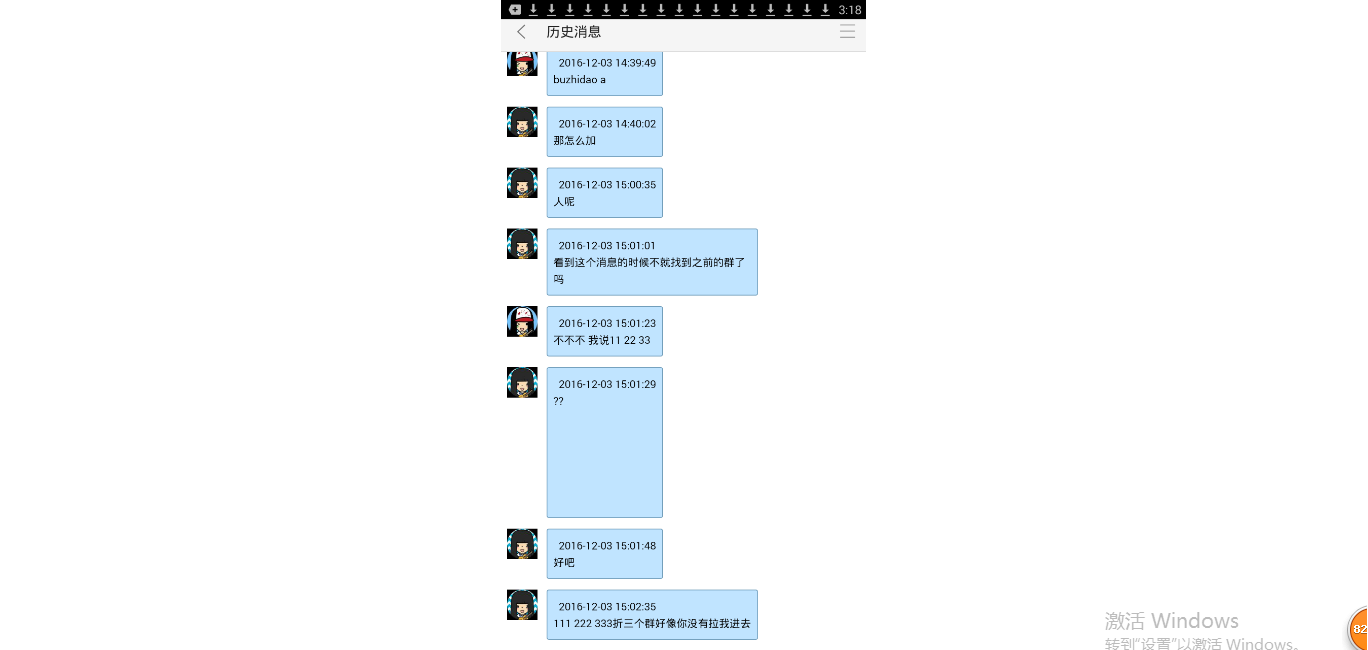 3:18
历史消息
2016-12-03 14:39:49
buzhidao a
2016-12-03 14:40:02
那怎么加
2016-12-03 15:00:35
人呢
2016-12-03 15:01:01
看到这个消息的时候不就找到之前的群了
吗
2016-12-03 15:01:23
不不不 我说11 22 33
2016-12-03 15:01:29
??
2016-12-03 15:01:48
好吧
2016-12-03 15:02:35
111 222 333折三个群好像你没有拉我进去
激活 Windows
转到"设置"以激活 Windows。
82